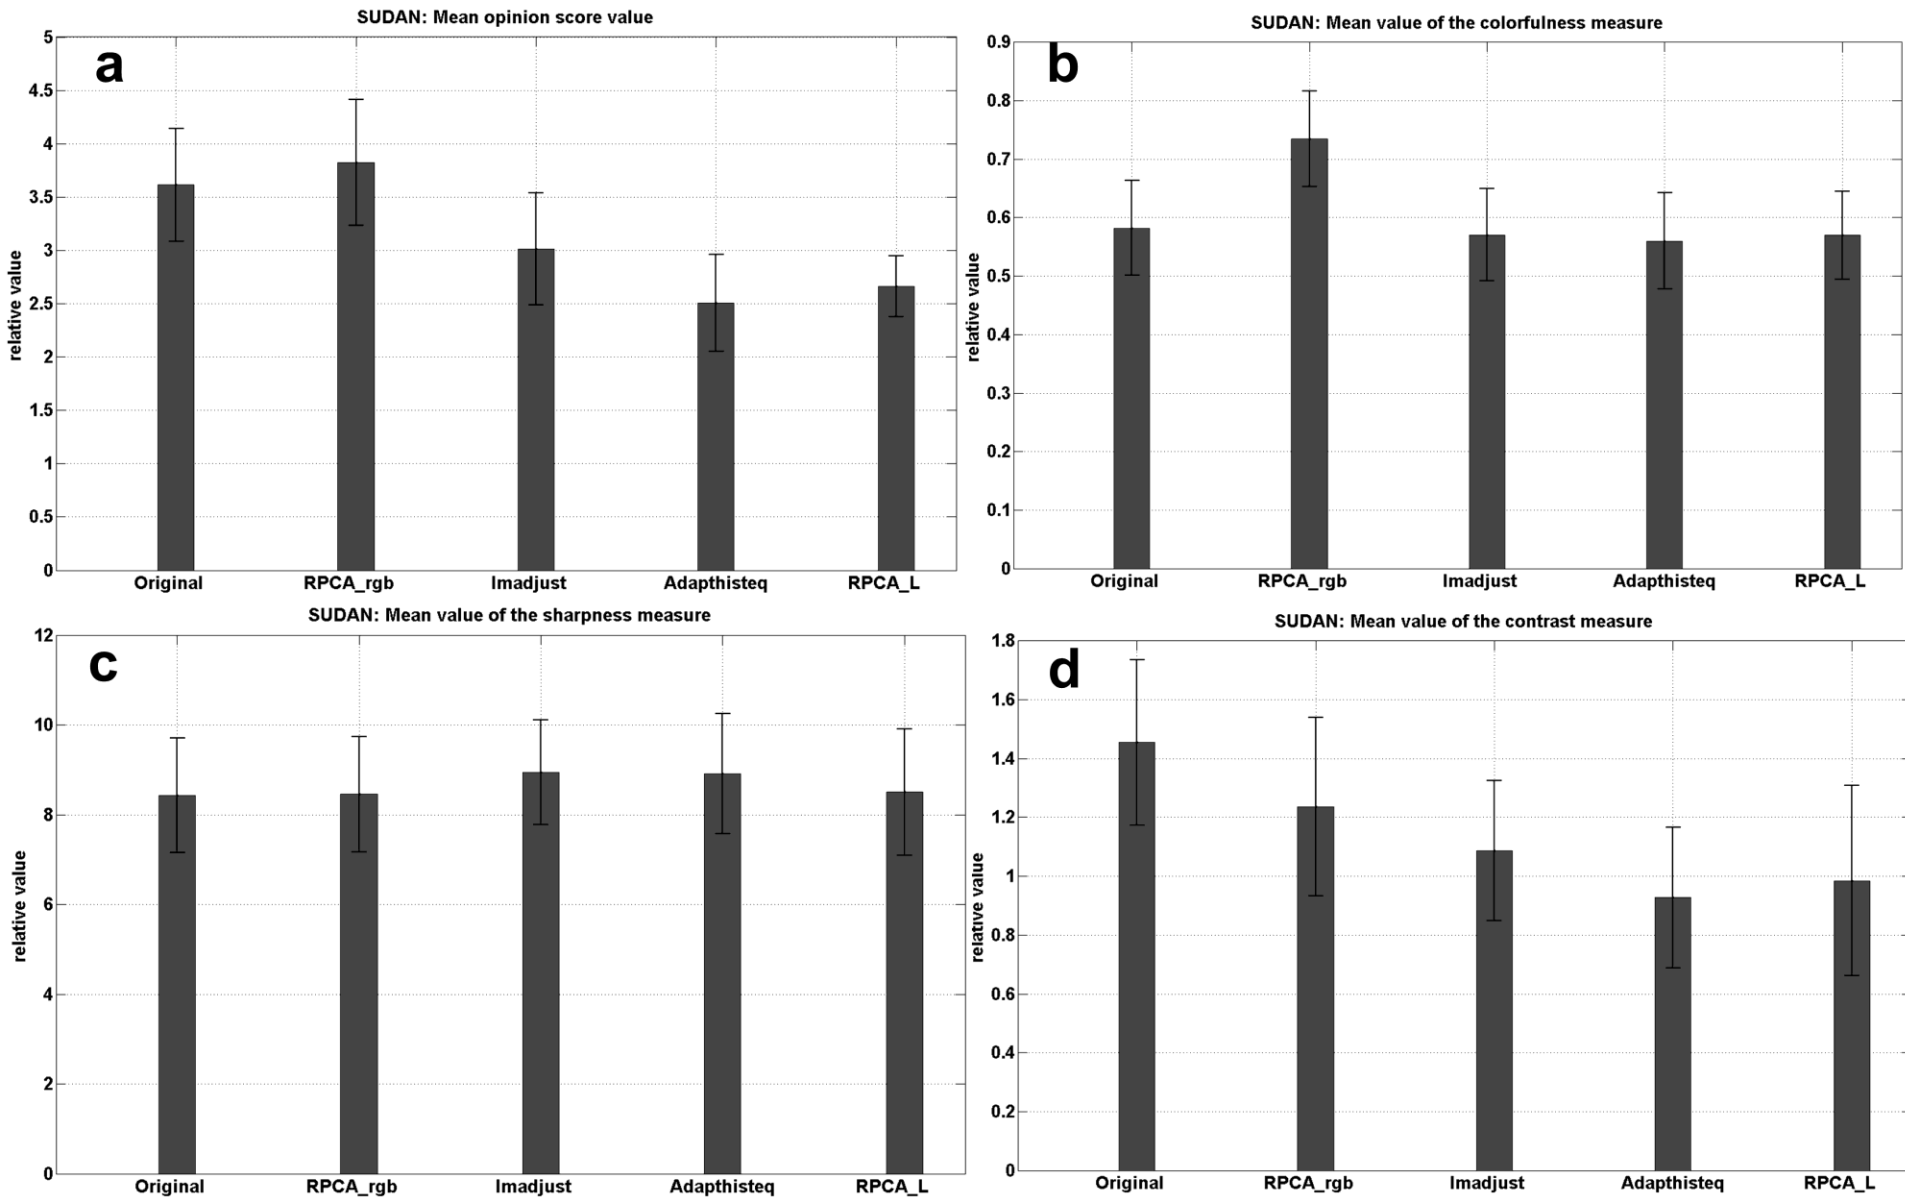 SUDAN: Mean opinion score value
a
5
4.5
4
3.5
3
2.5
2
1.5
1
0.5
0
relative value
Original RPCA_rgb Imadjust Adapthisteq RPCA_L
SUDAN: Mean value of the colorfulness measure
b
0.9
0.8
0.7
0.6
0.5
0.4
0.3
0.2
0.1
0
relative value
Original RPCA_rgb Imadjust Adapthisteq RPCA_L
SUDAN: Mean value of the sharpness measure
c
12
10
8
6
4
2
0
relative value
Original RPCA_rgb Imadjust Adapthisteq RPCA_L
SUDAN: Mean value of the contrast measure
d
1.8
1.6
1.4
1.2
1
0.8
0.6
0.4
0.2
0
relative value
Original RPCA_rgb Imadjust Adapthisteq RPCA_L